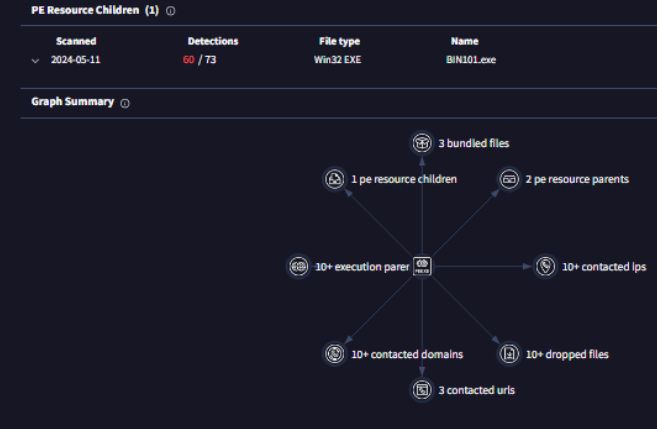 PE Resource Children (1)
Scanned Detections File type Name
2024-05-11 60 / 73 Win32 EXE BIN101.exe
Graph Summary
3 bundled files
1 pe resource children
2 pe resource parents
10+ execution parer
10+ contacted ips
10+ contacted domains
10+ dropped files
3 contacted urls